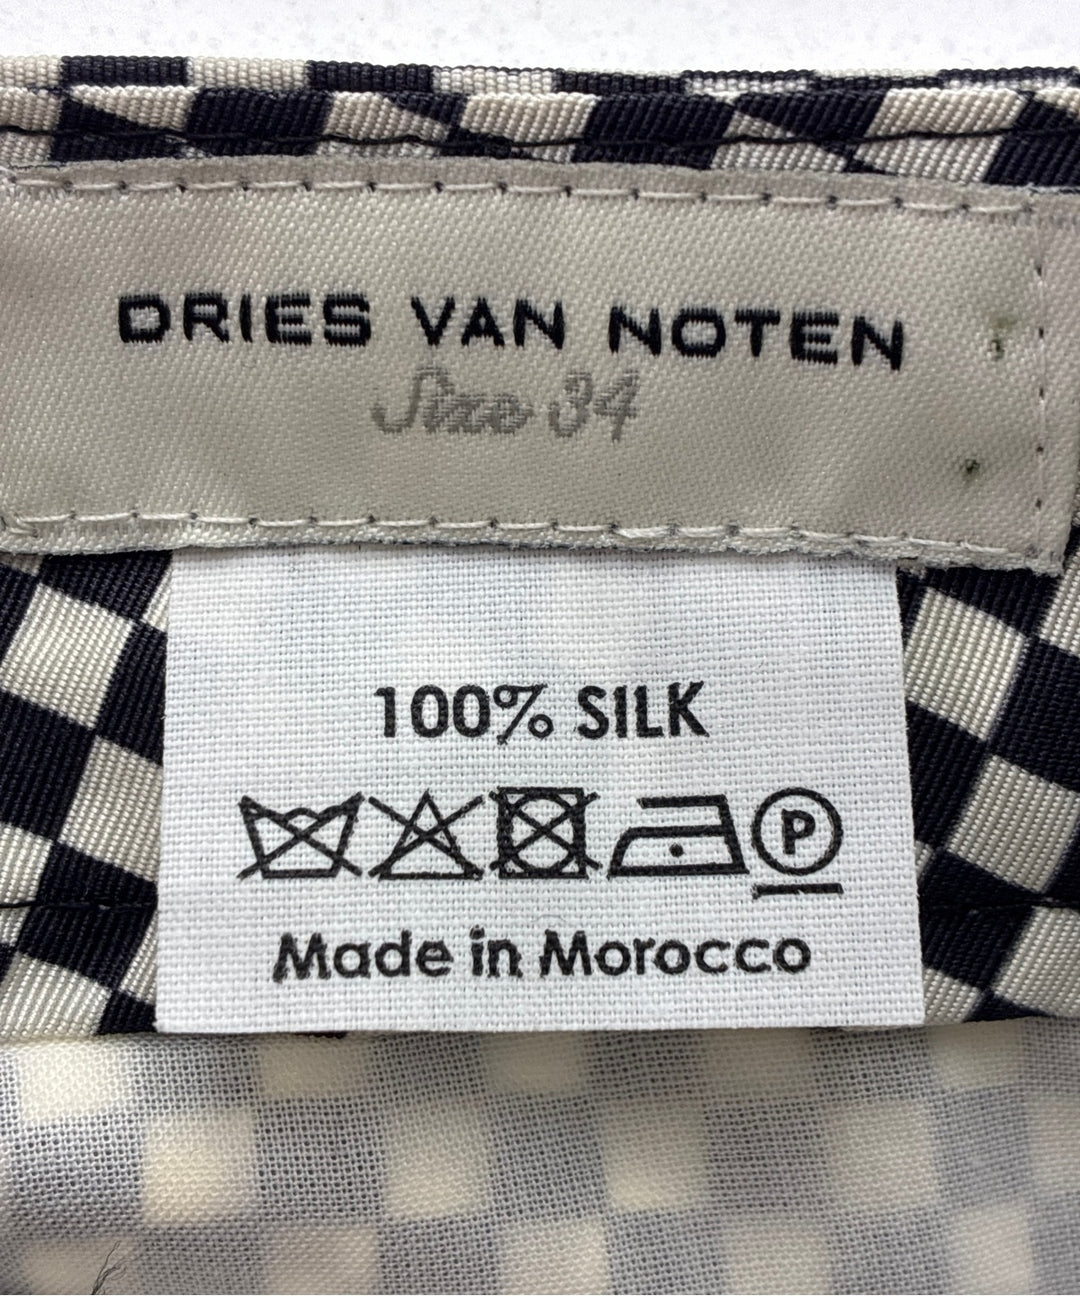 DRIES VAN NOTEN
Size 34
100% SILK
P
Made in Morocco